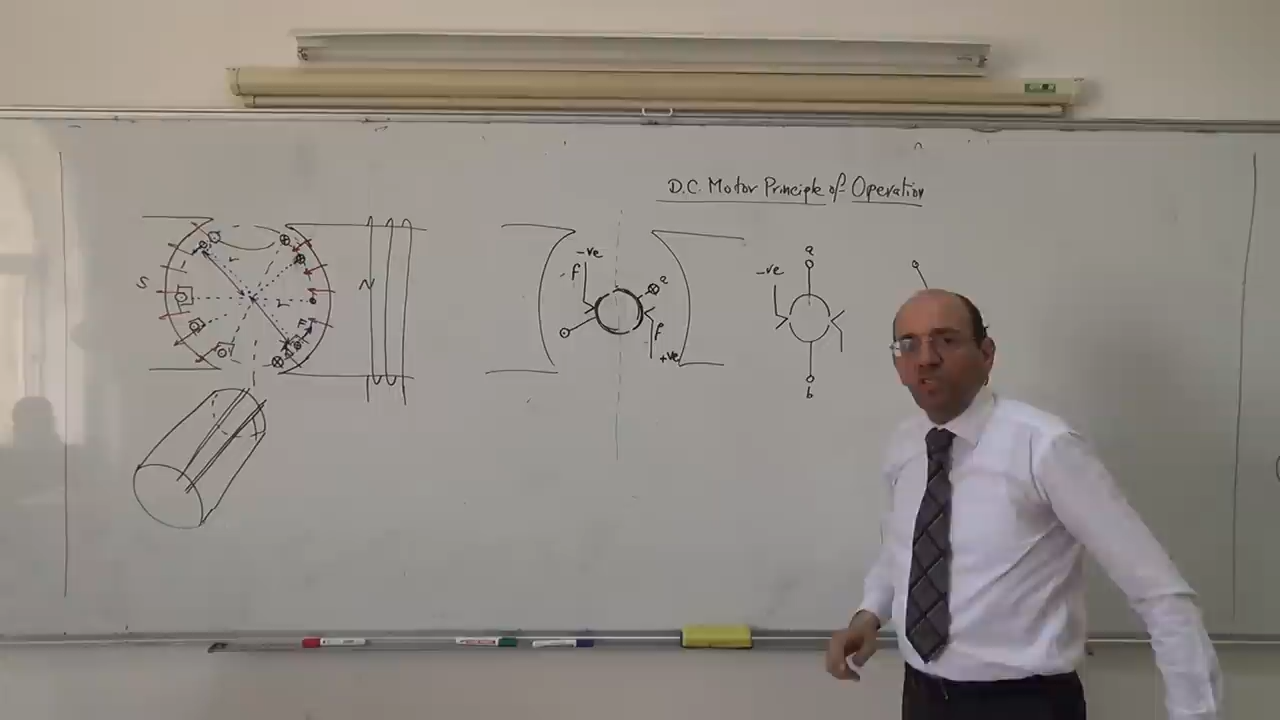 D.C. Motor Principle of Operation
S
r
r
F
N
-ve
f
a
f
+ve
a
-ve
b